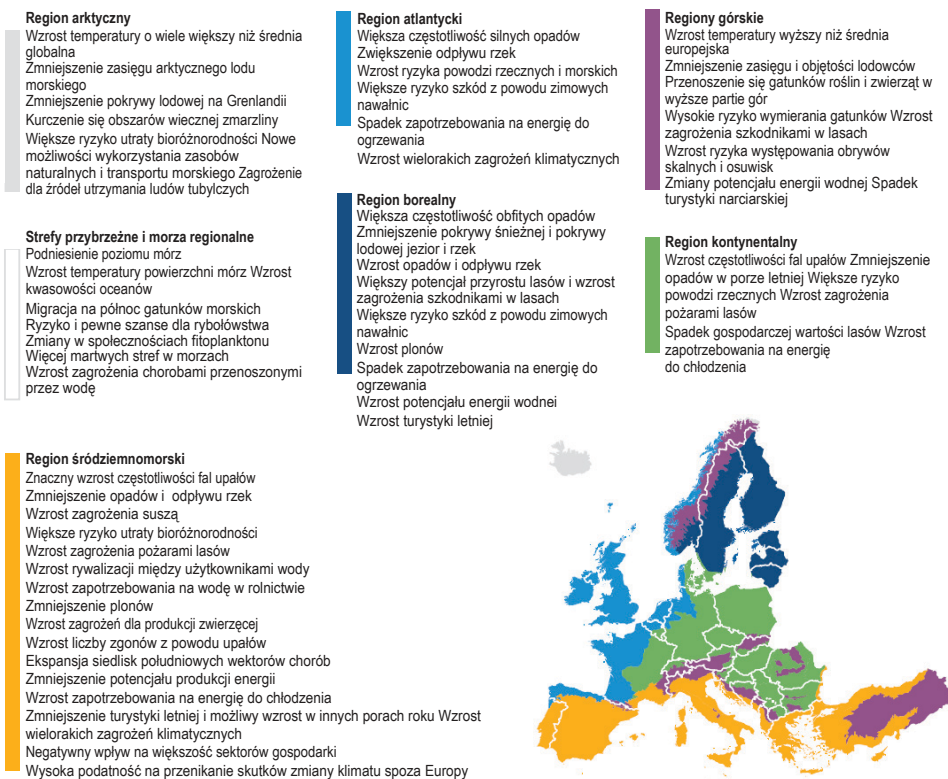 Region arktyczny
Wzrost temperatury o wiele większy niż średnia
globalna
Zmniejszenie zasięgu arktycznego lodu
morskiego
Zmniejszenie pokrywy lodowej na Grenlandii
Kurczenie się obszarów wiecznej zmarzliny
Większe ryzyko utraty bioróżnorodności Nowe
możliwości wykorzystania zasobów
naturalnych i transportu morskiego Zagrożenie
dla źródeł utrzymania ludów tubylczych
Strefy przybrzeżne i morza regionalne
Podniesienie poziomu mórz
Wzrost temperatury powierzchni mórz Wzrost
kwasowości oceanów
Migracja na północ gatunków morskich
Ryzyko i pewne szanse dla rybołówstwa
Zmiany w społecznościach fitoplanktonu
Więcej martwych stref w morzach
Wzrost zagrożenia chorobami przenoszonymi
przez wodę
Region atlantycki
Większa częstotliwość silnych opadów
Zwiększenie odpływu rzek
Wzrost ryzyka powodzi rzecznych i morskich
Większe ryzyko szkód z powodu zimowych
nawałnic
Spadek zapotrzebowania na energię do
ogrzewania
Wzrost wielorakich zagrożeń klimatycznych
Region borealny
Większa częstotliwość obfitych opadów
Zmniejszenie pokrywy śnieżnej i pokrywy
lodowej jezior i rzek
Wzrost opadów i odpływu rzek
Większy potencjał przyrostu lasów i wzrost
zagrożenia szkodnikami w lasach
Większe ryzyko szkód z powodu zimowych
nawałnic
Wzrost plonów
Spadek zapotrzebowania na energię do
ogrzewania
Wzrost potencjału energii wodnei
Wzrost turystyki letniej
Regiony górskie
Wzrost temperatury wyższy niż średnia
europejska
Zmniejszenie zasięgu i objętości lodowców
Przenoszenie się gatunków roślin i zwierząt w
wyższe partie gór
Wysokie ryzyko wymierania gatunków Wzrost
zagrożenia szkodnikami w lasach
Wzrost ryzyka występowania obrywów
skalnych i osuwisk
Zmiany potencjału energii wodnej Spadek
turystyki narciarskiej
Region kontynentalny
Wzrost częstotliwości fal upałów Zmniejszenie
opadów w porze letniej Większe ryzyko
powodzi rzecznych Wzrost zagrożenia
pożarami lasów
Spadek gospodarczej wartości lasów Wzrost
zapotrzebowania na energię
do chłodzenia
Region śródziemnomorski
Znaczny wzrost częstotliwości fal upałów
Zmniejszenie opadów i odpływu rzek
Wzrost zagrożenia suszą
Większe ryzyko utraty bioróżnorodności
Wzrost zagrożenia pożarami lasów
Wzrost rywalizacji między użytkownikami wody
Wzrost zapotrzebowania na wodę w rolnictwie
Zmniejszenie plonów
Wzrost zagrożeń dla produkcji zwierzęcej
Wzrost liczby zgonów z powodu upałów
Ekspansja siedlisk południowych wektorów chorób
Zmniejszenie potencjału produkcji energii
Wzrost zapotrzebowania na energię do chłodzenia
Zmniejszenie turystyki letniej i możliwy wzrost w innych porach roku Wzrost
wielorakich zagrożeń klimatycznych
Negatywny wpływ na większość sektorów gospodarki
Wysoka podatność na przenikanie skutków zmiany klimatu spoza Europy